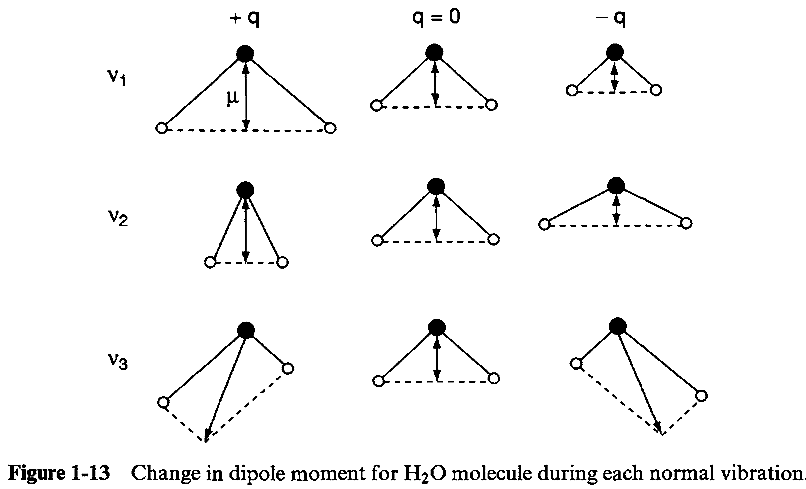 + q q = 0 − q
ν₁
μ
ν₂
ν₃
Figure 1-13 Change in dipole moment for H₂O molecule during each normal vibration.